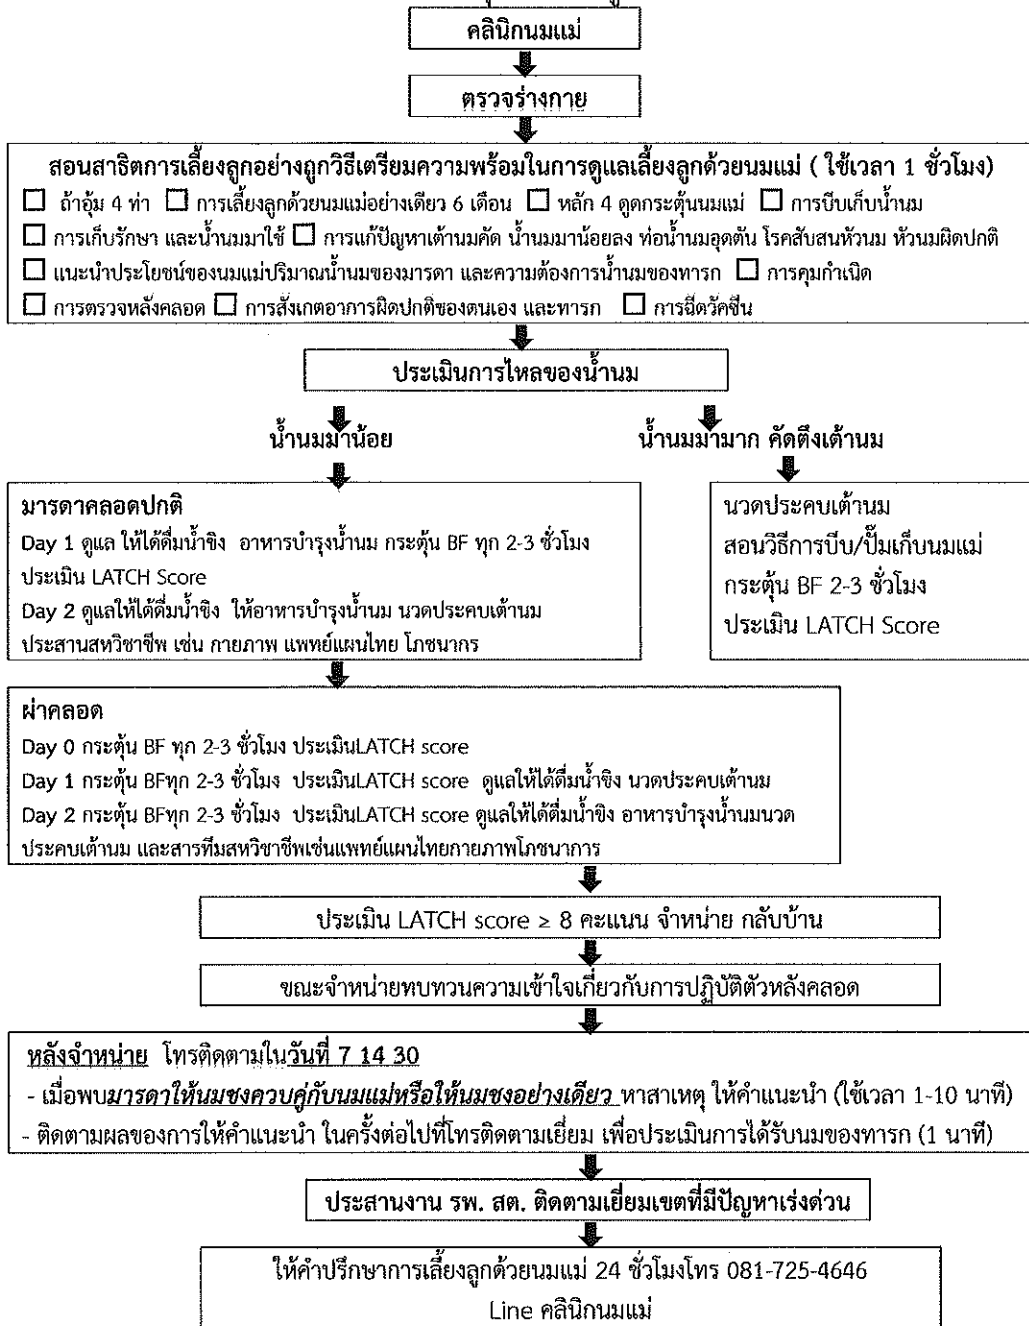 คลินิกนมแม่
ตรวจร่างกาย
สอนสาธิตการเลี้ยงลูกอย่างถูกวิธีเตรียมความพร้อมในการดูแลเลี้ยงลูกด้วยนมแม่ ( ใช้เวลา 1 ชั่วโมง)
☐ ถ้าอุ้ม 4 ท่า ☐ การเลี้ยงลูกด้วยนมแม่อย่างเดียว 6 เดือน ☐ หลัก 4 ดูดกระตุ้นนมแม่ ☐ การบีบเก็บน้ำนม
☐ การเก็บรักษา และน้ำนมมาใช้ ☐ การแก้ปัญหาเต้านมคัด น้ำนมมาน้อยลง ท่อน้ำนมอุดตัน โรคสับสนหัวนม หัวนมผิดปกติ
☐ แนะนำประโยชน์ของนมแม่ปริมาณน้ำนมของมารดา และความต้องการน้ำนมของทารก ☐ การคุมกำเนิด
☐ การตรวจหลังคลอด ☐ การสังเกตอาการผิดปกติของตนเอง และทารก ☐ การฉีดวัคซีน
ประเมินการไหลของน้ำนม
น้ำนมมาน้อย
น้ำนมมามาก คัดตึงเต้านม
มารดาคลอดปกติ
Day 1 ดูแล ให้ได้ดื่มน้ำขิง อาหารบำรุงน้ำนม กระตุ้น BF ทุก 2-3 ชั่วโมง
ประเมิน LATCH Score
Day 2 ดูแลให้ได้ดื่มน้ำขิง ให้อาหารบำรุงน้ำนม นวดประคบเต้านม
ประสานสหวิชาชีพ เช่น กายภาพ แพทย์แผนไทย โภชนากร
นวดประคบเต้านม
สอนวิธีการบีบ/ปั๊มเก็บนมแม่
กระตุ้น BF 2-3 ชั่วโมง
ประเมิน LATCH Score
ผ่าคลอด
Day 0 กระตุ้น BF ทุก 2-3 ชั่วโมง ประเมินLATCH score
Day 1 กระตุ้น BFทุก 2-3 ชั่วโมง ประเมินLATCH score ดูแลให้ได้ดื่มน้ำขิง นวดประคบเต้านม
Day 2 กระตุ้น BFทุก 2-3 ชั่วโมง ประเมินLATCH score ดูแลให้ได้ดื่มน้ำขิง อาหารบำรุงน้ำนมนวด
ประคบเต้านม และสารทีมสหวิชาชีพเช่นแพทย์แผนไทยกายภาพโภชนาการ
ประเมิน LATCH score ≥ 8 คะแนน จำหน่าย กลับบ้าน
ขณะจำหน่ายทบทวนความเข้าใจเกี่ยวกับการปฏิบัติตัวหลังคลอด
หลังจำหน่าย โทรติดตามในวันที่ 7 14 30
- เมื่อพบมารดาให้นมชงควบคู่กับนมแม่หรือให้นมชงอย่างเดียว หาสาเหตุ ให้คำแนะนำ (ใช้เวลา 1-10 นาที)
- ติดตามผลของการให้คำแนะนำ ในครั้งต่อไปที่โทรติดตามเยี่ยม เพื่อประเมินการได้รับนมของทารก (1 นาที)
ประสานงาน รพ. สต. ติดตามเยี่ยมเขตที่มีปัญหาเร่งด่วน
ให้คำปรึกษาการเลี้ยงลูกด้วยนมแม่ 24 ชั่วโมงโทร 081-725-4646
Line คลินิกนมแม่